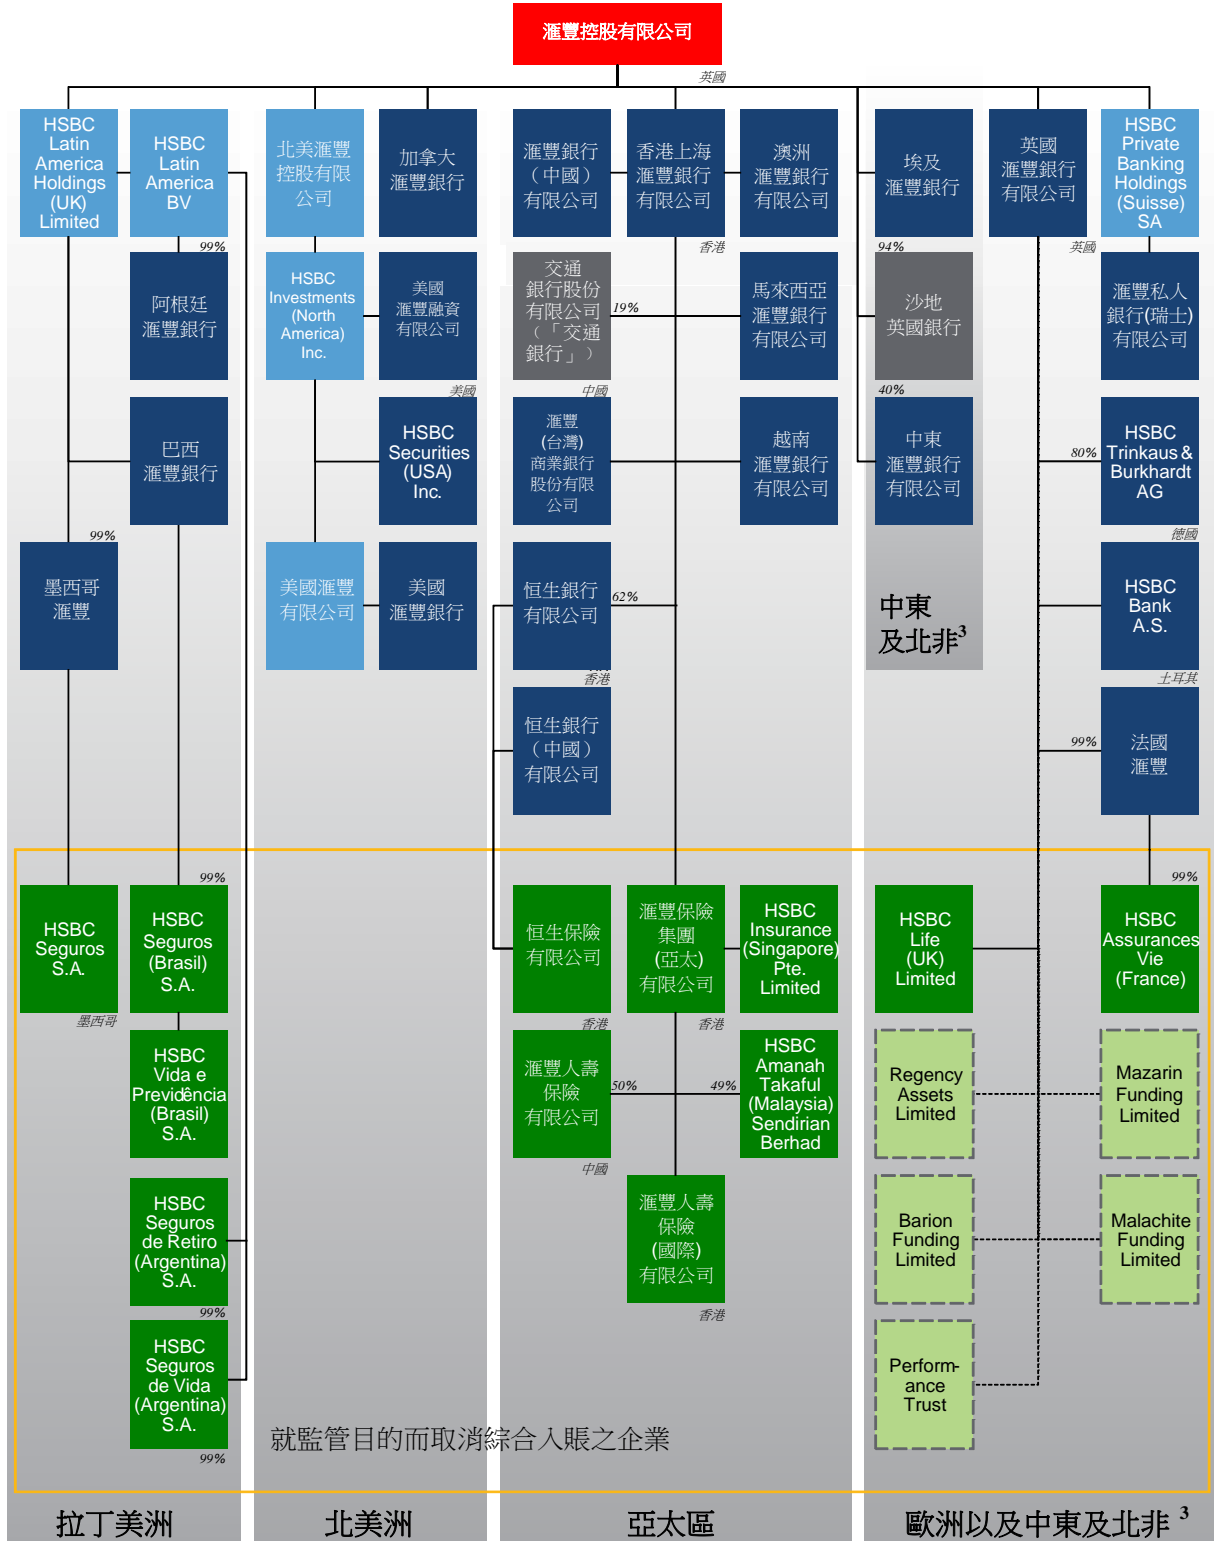 滙豐控股有限公司
英國
HSBC
Latin
America
Holdings
(UK)
Limited
HSBC
Latin
America
BV
99%
阿根廷
滙豐銀行
巴西
滙豐銀行
99%
墨西哥
滙豐
99%
HSBC
Seguros
S.A.
墨西哥
HSBC
Seguros
(Brasil)
S.A.
HSBC
Vida e
Previdência
(Brasil)
S.A.
HSBC
Seguros
de Retiro
(Argentina)
S.A.
99%
HSBC
Seguros
de Vida
(Argentina)
S.A.
99%
拉丁美洲
北美滙豐
控股有限
公司
加拿大
滙豐銀行
HSBC
Investments
(North
America)
Inc.
美國
滙豐融資
有限公司
美國
HSBC
Securities
(USA)
Inc.
美國滙豐
有限公司
美國
滙豐銀行
就監管目的而取消綜合入賬之企業
北美洲
滙豐銀行
（中國）
有限公司
香港上海
滙豐銀行
有限公司
澳洲
滙豐銀行
有限公司
香港
交通
銀行股份
有限公司
（「交通
銀行」）
19%
中國
馬來西亞
滙豐銀行
有限公司
滙豐
(台灣)
商業銀行
股份有限
公司
越南
滙豐銀行
有限公司
恒生銀行
有限公司
62%
香港
恒生銀行
（中國）
有限公司
恒生保險
有限公司
香港
滙豐保險
集團
(亞太)
有限公司
香港
HSBC
Insurance
(Singapore)
Pte.
Limited
滙豐人壽
保險
有限公司
50%
中國
49%
HSBC
Amanah
Takaful
(Malaysia)
Sendirian
Berhad
滙豐人壽
保險
(國際)
有限公司
香港
亞太區
埃及
滙豐銀行
94%
沙地
英國銀行
40%
中東
滙豐銀行
有限公司
中東
及北非3
英國
滙豐銀行
有限公司
英國
HSBC
Private
Banking
Holdings
(Suisse)
SA
滙豐私人
銀行(瑞士)
有限公司
80%
HSBC
Trinkaus &
Burkhardt
AG
德國
HSBC
Bank
A.S.
土耳其
99%
法國
滙豐
99%
HSBC
Life
(UK)
Limited
HSBC
Assurances
Vie
(France)
Regency
Assets
Limited
Mazarin
Funding
Limited
Barion
Funding
Limited
Malachite
Funding
Limited
Perform-
ance
Trust
歐洲以及中東及北非 3